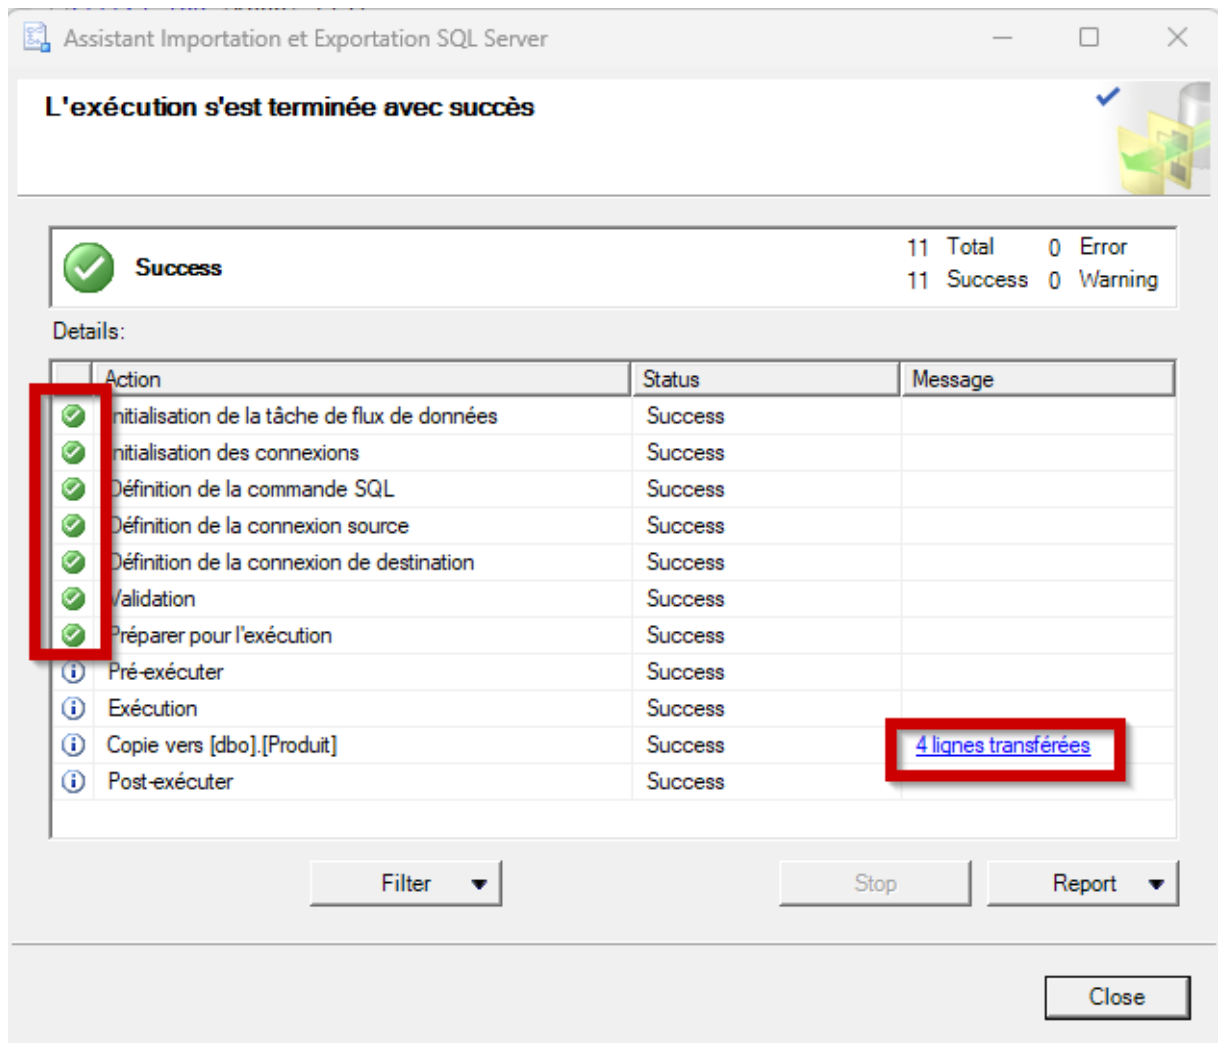 Assistant Importation et Exportation SQL Server
L'exécution s'est terminée avec succès
Success
11 Total 0 Error
11 Success 0 Warning
Details:
Action Status Message
nitialisation de la tâche de flux de données Success
nitialisation des connexions Success
Définition de la commande SQL Success
Définition de la connexion source Success
Définition de la connexion de destination Success
Validation Success
Préparer pour l'exécution Success
Pré-exécuter Success
Exécution Success
Copie vers [dbo].[Produit] Success 4 lignes transférées
Post-exécuter Success
Filter Stop Report
Close